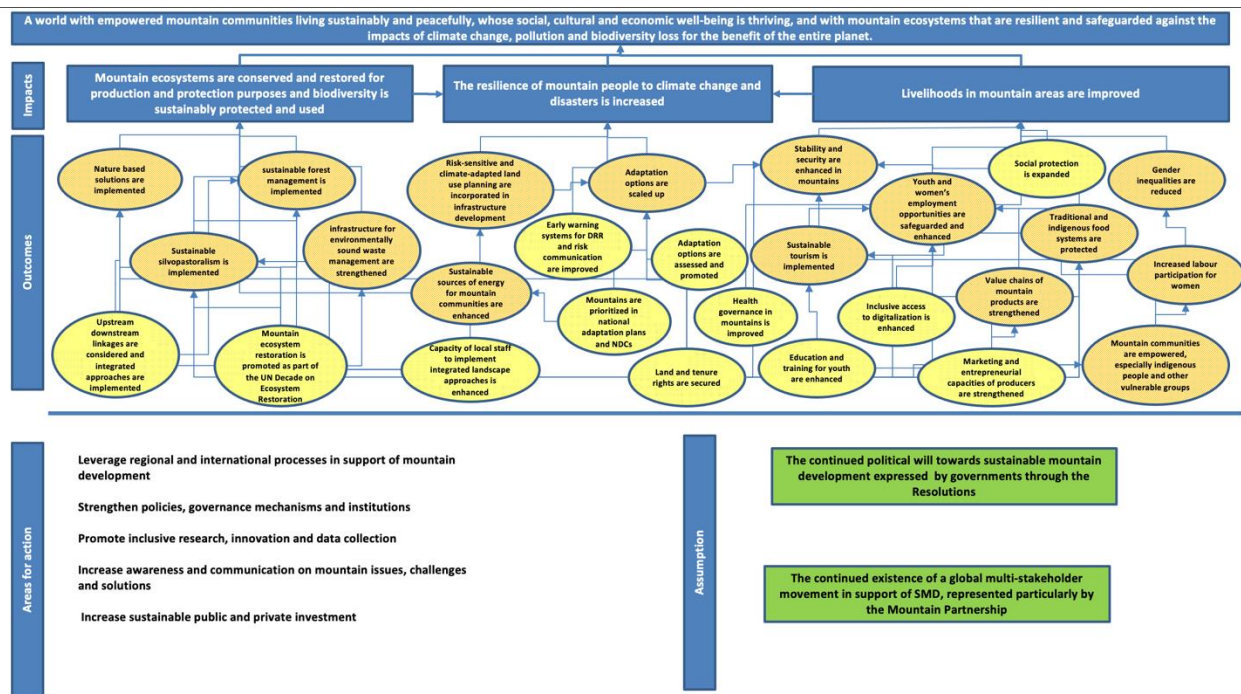 A world with empowered mountain communities living sustainably and peacefully, whose social, cultural and economic well-being is thriving, and with mountain ecosystems that are resilient and safeguarded against the
impacts of climate change, pollution and biodiversity loss for the benefit of the entire planet.
Impacts
Mountain ecosystems are conserved and restored for
production and protection purposes and biodiversity is
sustainably protected and used
The resilience of mountain people to climate change and
disasters is increased
Livelihoods in mountain areas are improved
Outcomes
Nature based
solutions are
implemented
sustainable forest
management is
implemented
Risk-sensitive and
climate-adapted land
use planning are
incorporated in
infrastructure
development
Adaptation
options are
scaled up
Stability and
security are
enhanced in
mountains
Social protection
is expanded
Gender
inequalities are
reduced
Youth and
women's
employment
opportunities are
safeguarded and
enhanced
Sustainable
silvopastoralism is
implemented
infrastructure for
environmentally
sound waste
management are
strengthened
Early warning
systems for DRR
and risk
communication are
improved
Adaptation
options are
assessed and
promoted
Sustainable
tourism is
implemented
Traditional and
indigenous food
systems are
protected
Increased labour
participation for
women
Sustainable
sources of energy
for mountain
communities are
enhanced
Mountains are
prioritized in
national
adaptation plans
and NDCs
Health
governance in
mountains is
improved
Inclusive access
to digitalization is
enhanced
Value chains of
mountain
products are
strengthened
Upstream
downstream
linkages are
considered and
integrated
approaches are
implemented
Mountain
ecosystem
restoration is
promoted as part of
the UN Decade on
Ecosystem
Restoration
Capacity of local
staff to implement
integrated landscape
approaches is
enhanced
Land and tenure
rights are secured
Education and
training for youth
are enhanced
Marketing and
entrepreneurial
capacities of producers
are strengthened
Mountain communities
are empowered,
especially indigenous
people and other
vulnerable groups
Areas for action
Leverage regional and international processes in support of mountain
development
Strengthen policies, governance mechanisms and institutions
Promote inclusive research, innovation and data collection
Increase awareness and communication on mountain issues, challenges
and solutions
Increase sustainable public and private investment
Assumption
The continued political will towards sustainable mountain
development expressed by governments through the
Resolutions
The continued existence of a global multi-stakeholder
movement in support of SMD, represented particularly by
the Mountain Partnership